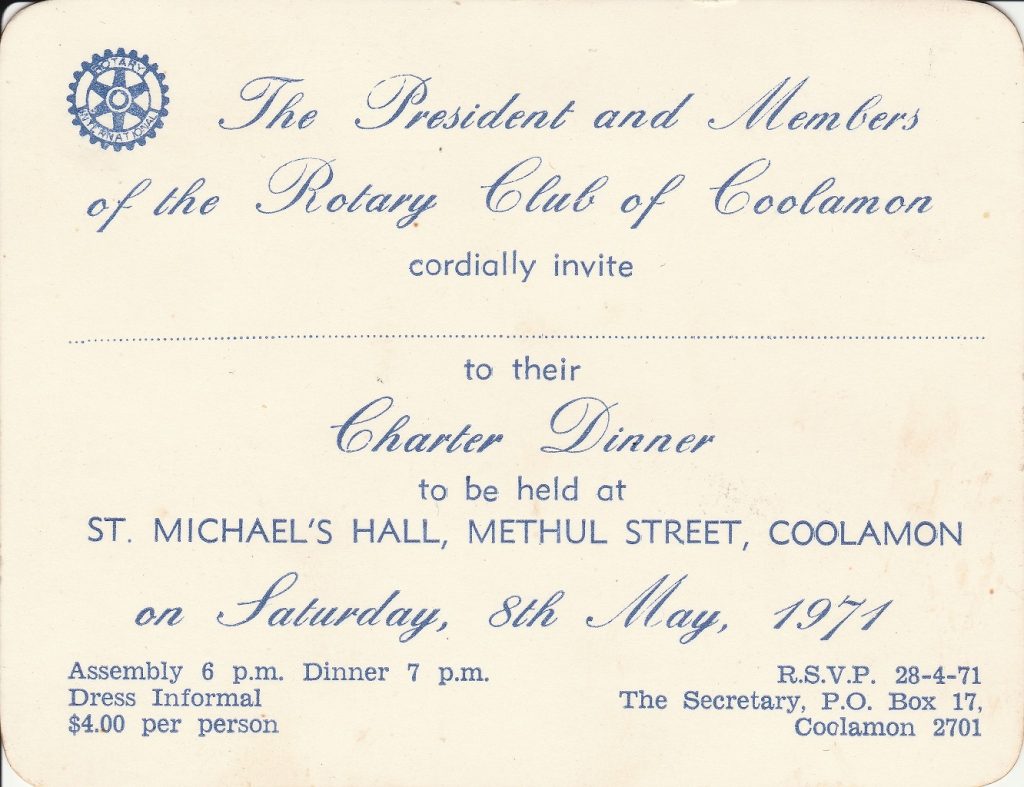 ROTARY
INTERNATIONAL
The President and Members
of the Rotary Club of Coolamon
cordially invite
to their
Charter Dinner
to be held at
ST. MICHAEL'S HALL, METHUL STREET, COOLAMON
on Saturday, 8th May, 1971
Assembly 6 p.m. Dinner 7 p.m.
Dress Informal
$4.00 per person
R.S.V.P. 28-4-71
The Secretary, P.O. Box 17,
Coolamon 2701